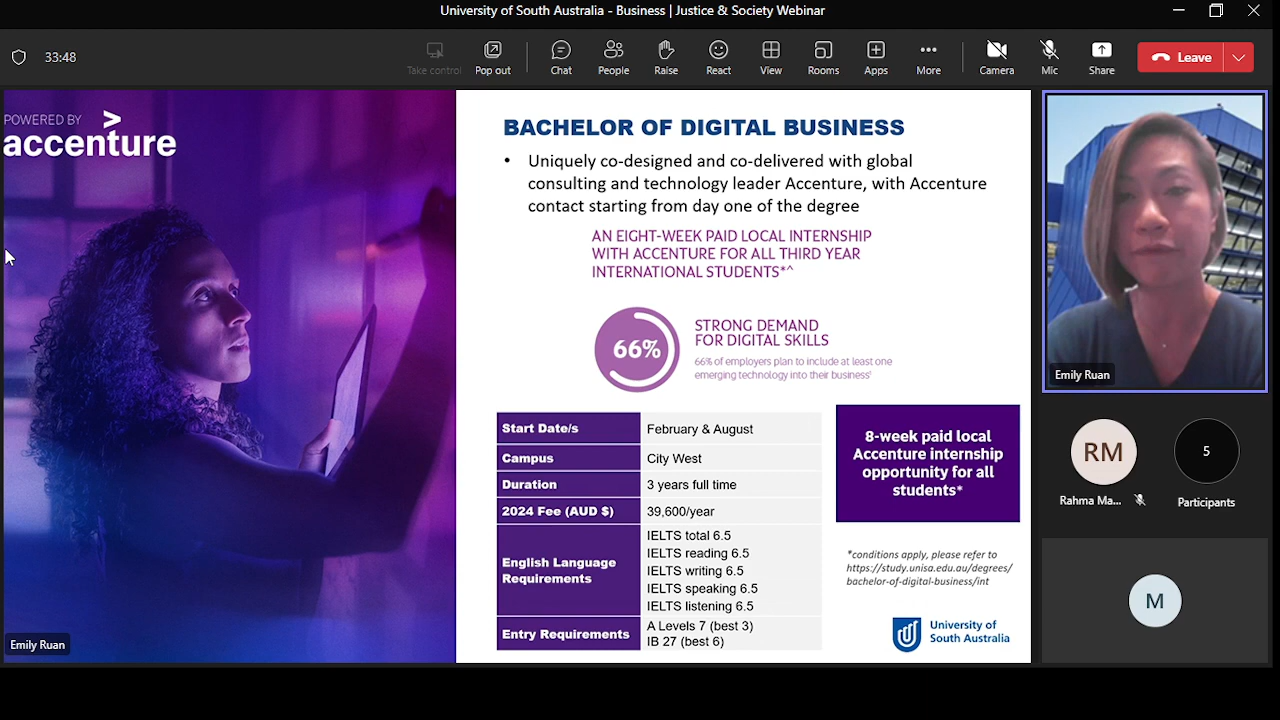 University of South Australia - Business | Justice & Society Webinar
33:48
Take control
Pop out
Chat
People
Raise
React
View
Rooms
Apps
More
Camera
Mic
Share
Leave
POWERED BY
accenture
BACHELOR OF DIGITAL BUSINESS
• Uniquely co-designed and co-delivered with global
consulting and technology leader Accenture, with Accenture
contact starting from day one of the degree
AN EIGHT-WEEK PAID LOCAL INTERNSHIP
WITH ACCENTURE FOR ALL THIRD YEAR
INTERNATIONAL STUDENTS*^
66%
STRONG DEMAND
FOR DIGITAL SKILLS
66% of employers plan to include at least one
emerging technology into their business¹
Start Date/s February & August
Campus City West
Duration 3 years full time
2024 Fee (AUD $) 39,600/year
English Language
Requirements
IELTS total 6.5
IELTS reading 6.5
IELTS writing 6.5
IELTS speaking 6.5
IELTS listening 6.5
Entry Requirements
A Levels 7 (best 3)
IB 27 (best 6)
8-week paid local
Accenture internship
opportunity for all
students*
*conditions apply, please refer to
https://study.unisa.edu.au/degrees/
bachelor-of-digital-business/int
University of
South Australia
Emily Ruan
Emily Ruan
RM
Rahma Ma...
5
Participants
M